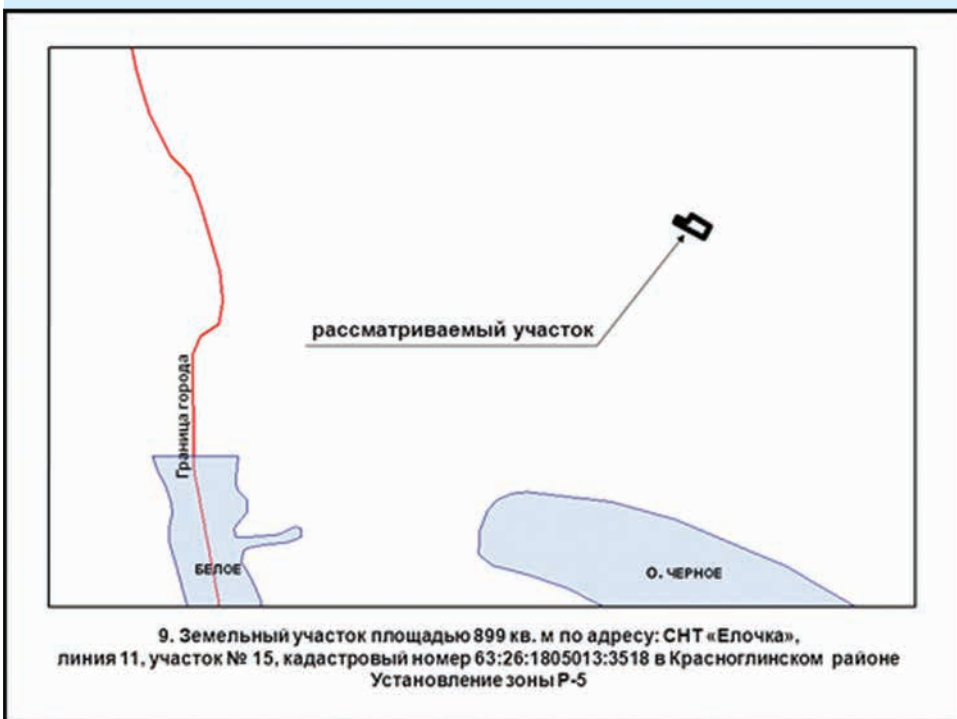 рассматриваемый участок
Граница города
БЕЛОЕ
О. ЧЕРНОЕ
9. Земельный участок площадью 899 кв. м по адресу: СНТ «Елочка»,
линия 11, участок № 15, кадастровый номер 63:26:1805013:3518 в Красноглинском районе
Установление зоны Р-5